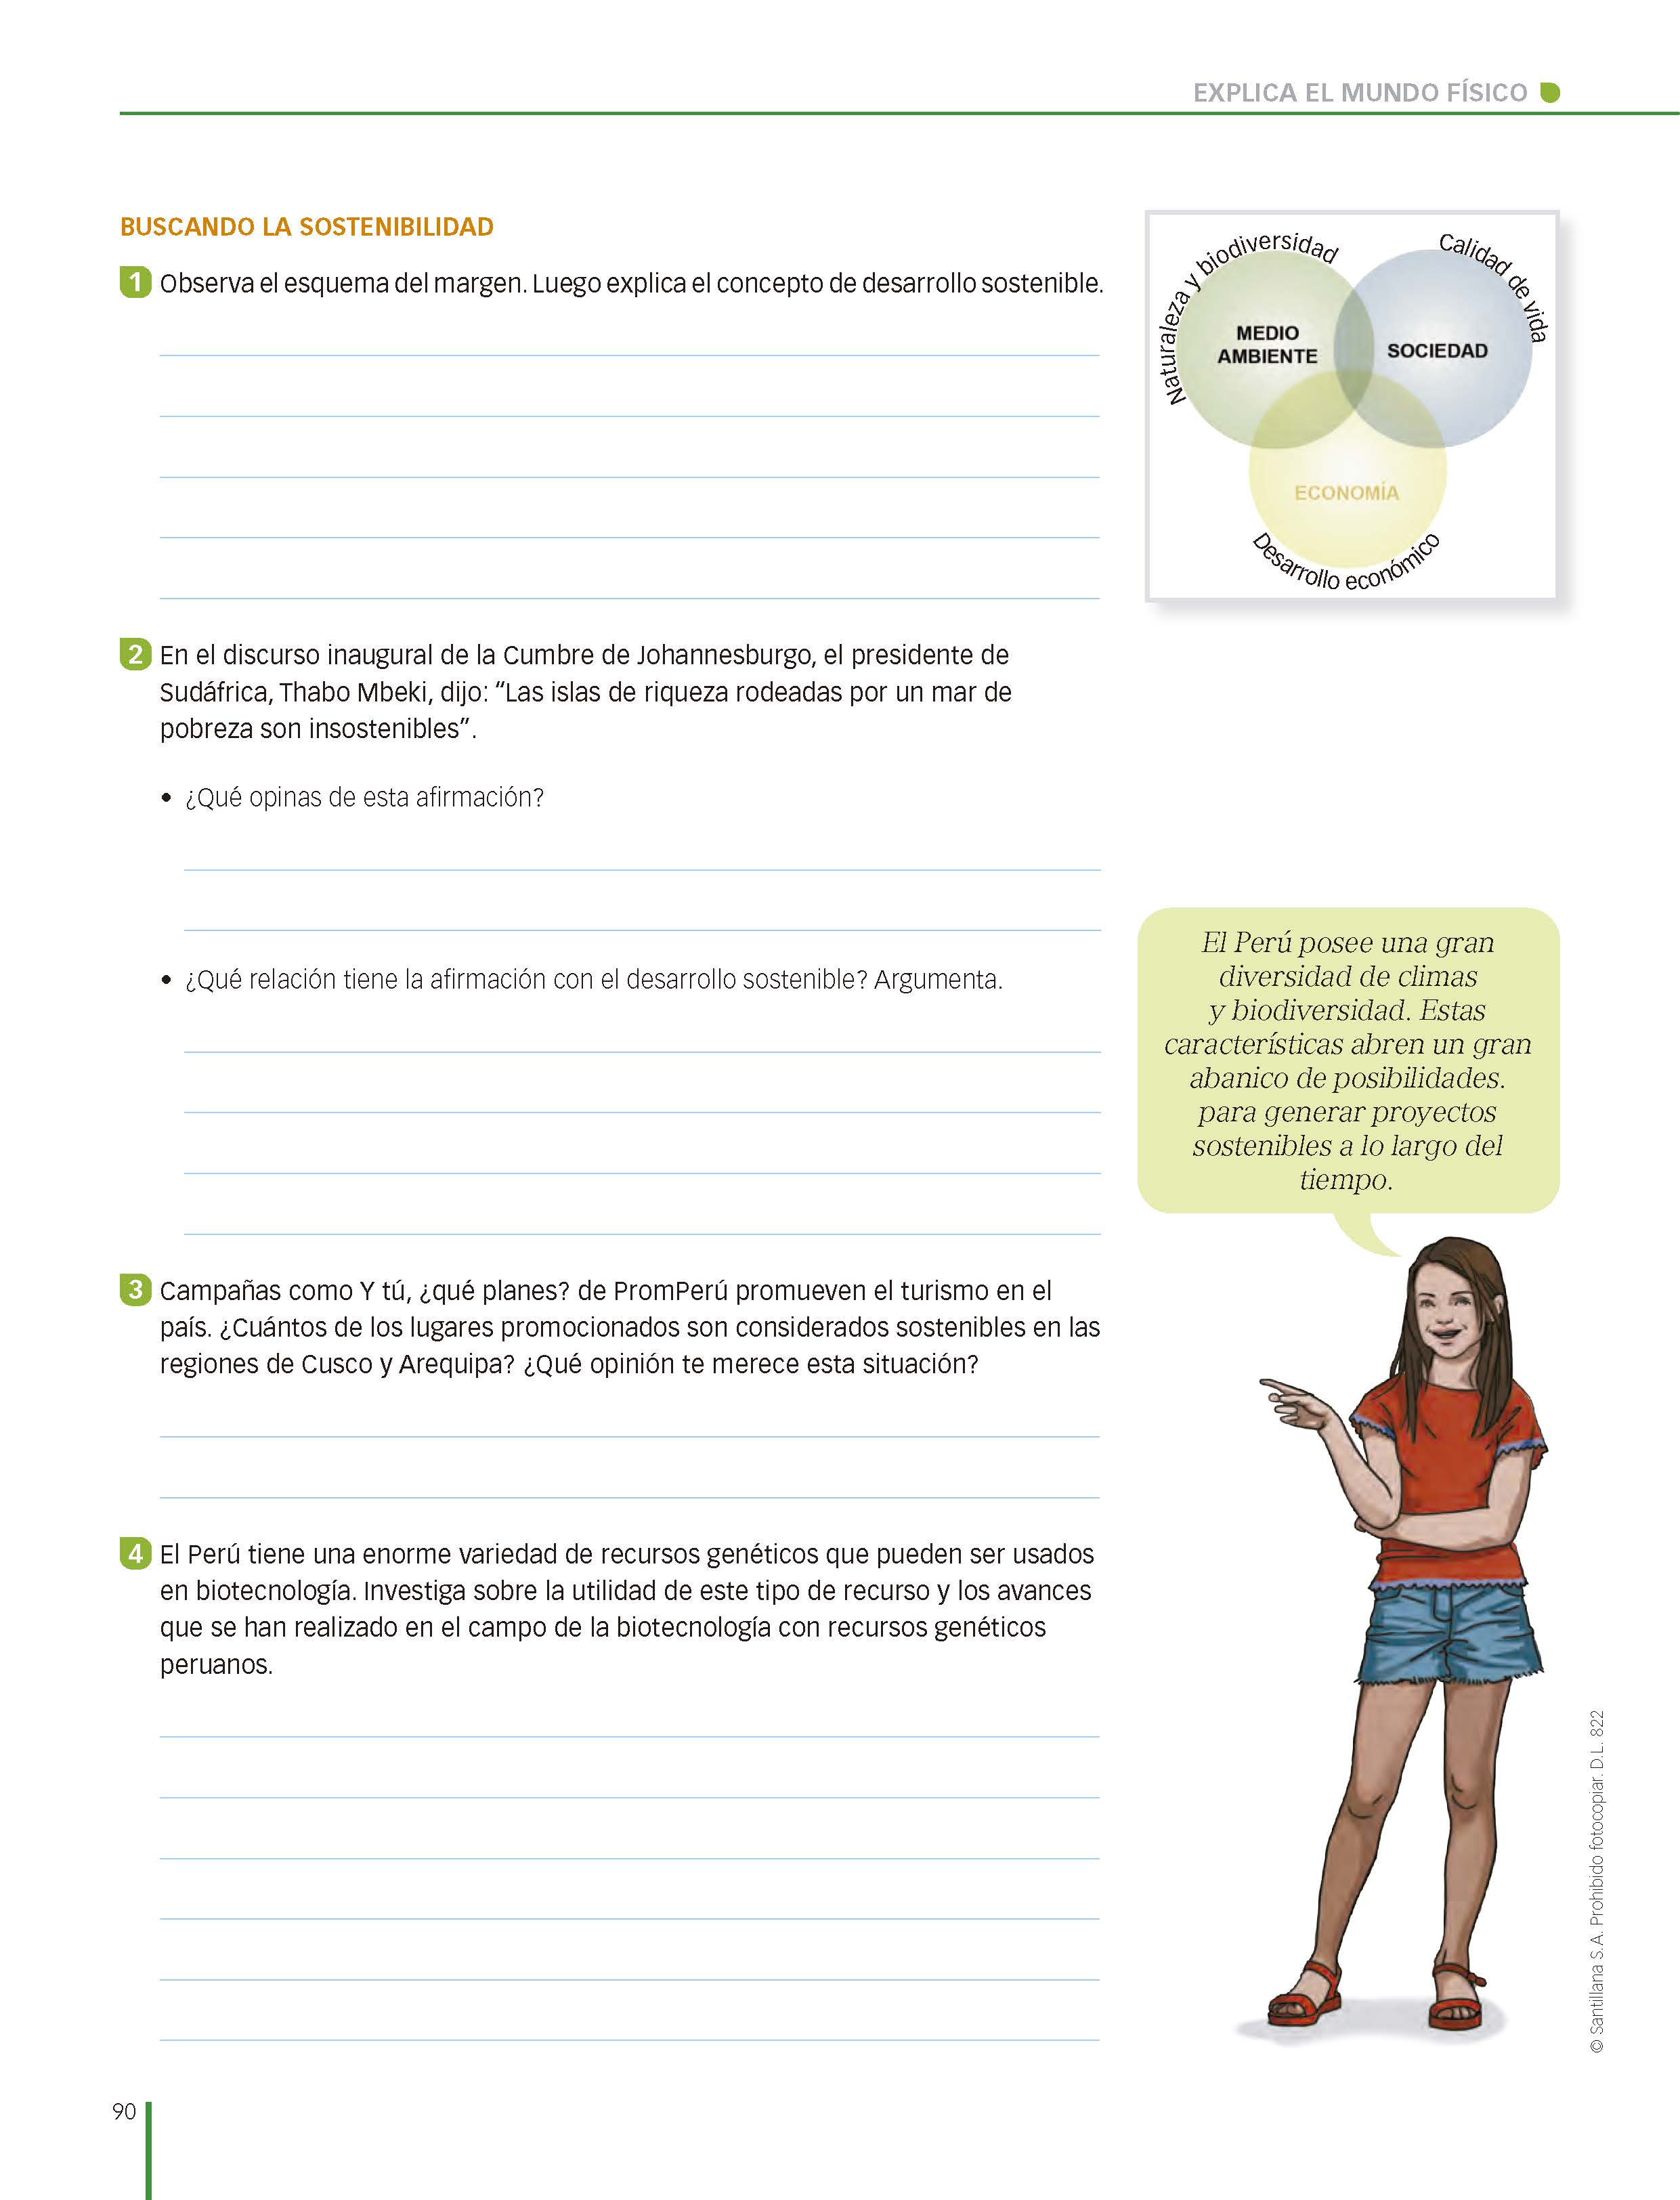 EXPLICA EL MUNDO FÍSICO
BUSCANDO LA SOSTENIBILIDAD
1 Observa el esquema del margen. Luego explica el concepto de desarrollo sostenible.
Naturaleza y biodiversidad
Calidad de vida
MEDIO
AMBIENTE
SOCIEDAD
ECONOMÍA
Desarrollo económico
2 En el discurso inaugural de la Cumbre de Johannesburgo, el presidente de
Sudáfrica, Thabo Mbeki, dijo: “Las islas de riqueza rodeadas por un mar de
pobreza son insostenibles”.
• ¿Qué opinas de esta afirmación?
• ¿Qué relación tiene la afirmación con el desarrollo sostenible? Argumenta.
El Perú posee una gran
diversidad de climas
y biodiversidad. Estas
características abren un gran
abanico de posibilidades.
para generar proyectos
sostenibles a lo largo del
tiempo.
3 Campañas como Y tú, ¿qué planes? de PromPerú promueven el turismo en el
país. ¿Cuántos de los lugares promocionados son considerados sostenibles en las
regiones de Cusco y Arequipa? ¿Qué opinión te merece esta situación?
4 El Perú tiene una enorme variedad de recursos genéticos que pueden ser usados
en biotecnología. Investiga sobre la utilidad de este tipo de recurso y los avances
que se han realizado en el campo de la biotecnología con recursos genéticos
peruanos.
© Santillana S.A. Prohibido fotocopiar. D.L. 822
90